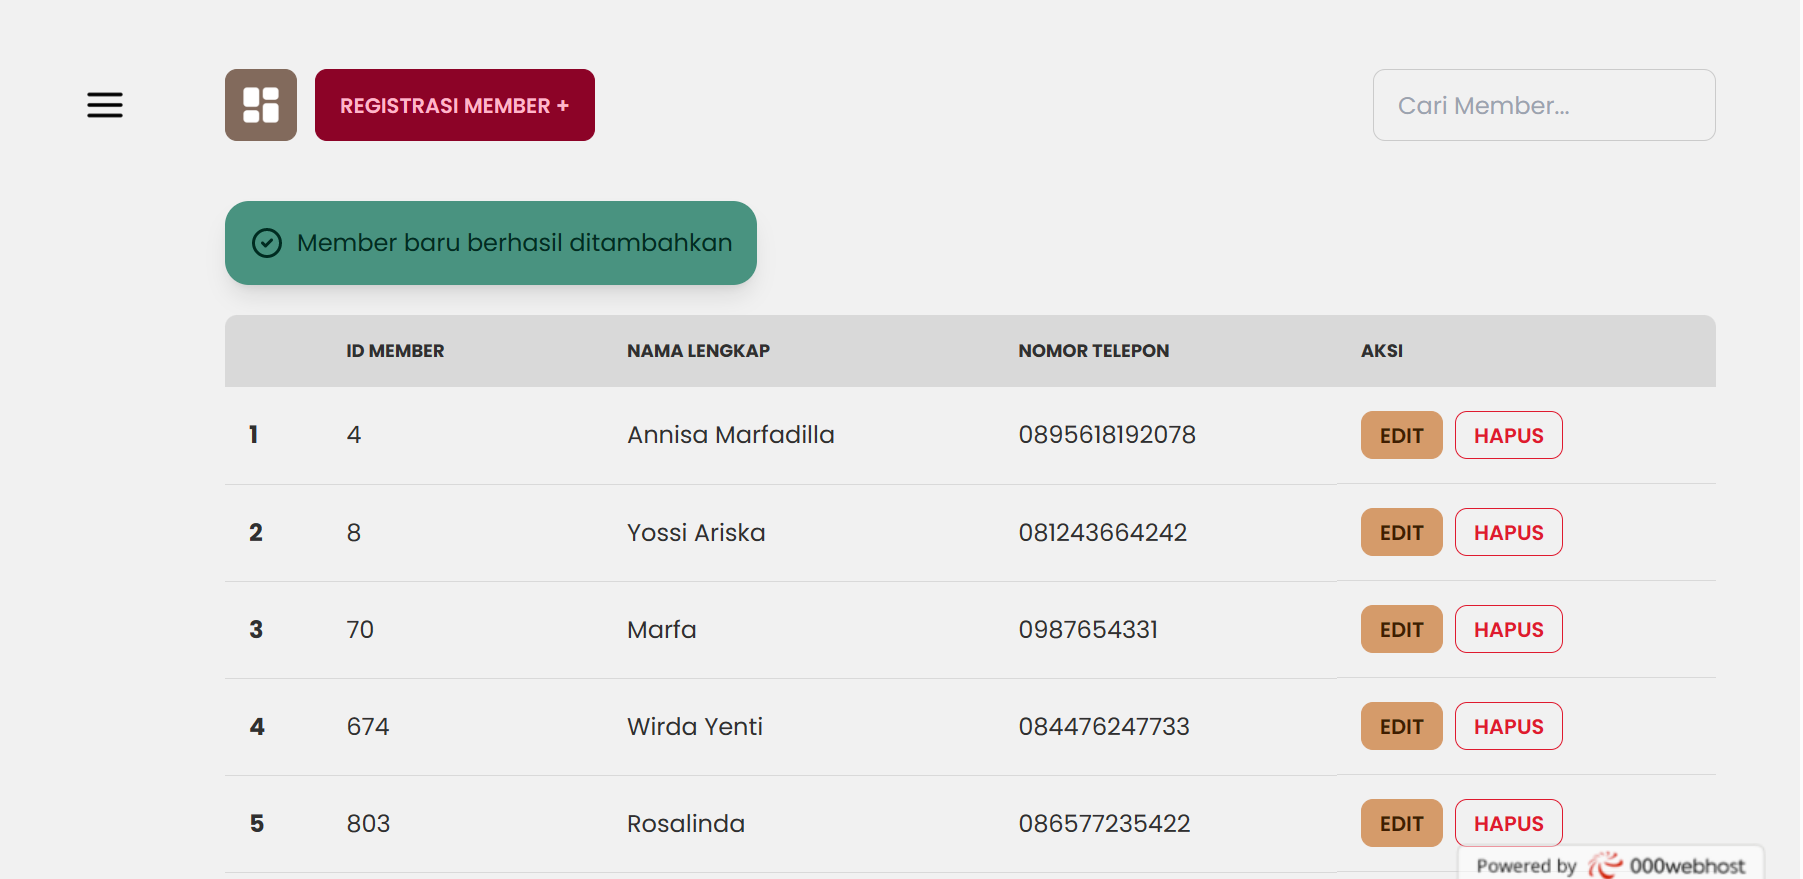 REGISTRASI MEMBER +
Cari Member...
Member baru berhasil ditambahkan
ID MEMBER NAMA LENGKAP NOMOR TELEPON AKSI
1 4 Annisa Marfadilla 0895618192078 EDIT HAPUS
2 8 Yossi Ariska 081243664242 EDIT HAPUS
3 70 Marfa 0987654331 EDIT HAPUS
4 674 Wirda Yenti 084476247733 EDIT HAPUS
5 803 Rosalinda 086577235422 EDIT HAPUS
Powered by 000webhost